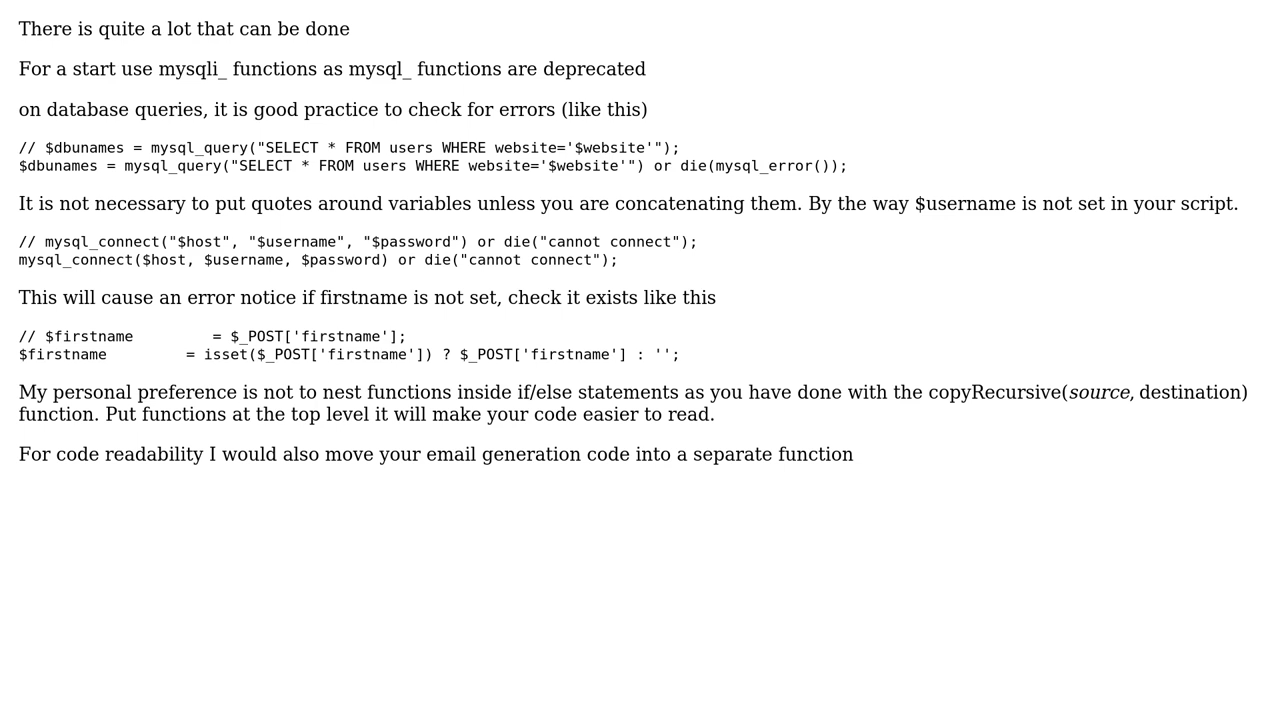 There is quite a lot that can be done
For a start use mysqli_ functions as mysql_ functions are deprecated
on database queries, it is good practice to check for errors (like this)
// $dbunames = mysql_query("SELECT * FROM users WHERE website='$website'");
$dbunames = mysql_query("SELECT * FROM users WHERE website='$website'") or die(mysql_error());
It is not necessary to put quotes around variables unless you are concatenating them. By the way $username is not set in your script.
// mysql_connect("$host", "$username", "$password") or die("cannot connect");
mysql_connect($host, $username, $password) or die("cannot connect");
This will cause an error notice if firstname is not set, check it exists like this
// $firstname         = $_POST['firstname'];
$firstname         = isset($_POST['firstname']) ? $_POST['firstname'] : '';
My personal preference is not to nest functions inside if/else statements as you have done with the copyRecursive(source, destination)
function. Put functions at the top level it will make your code easier to read.
For code readability I would also move your email generation code into a separate function